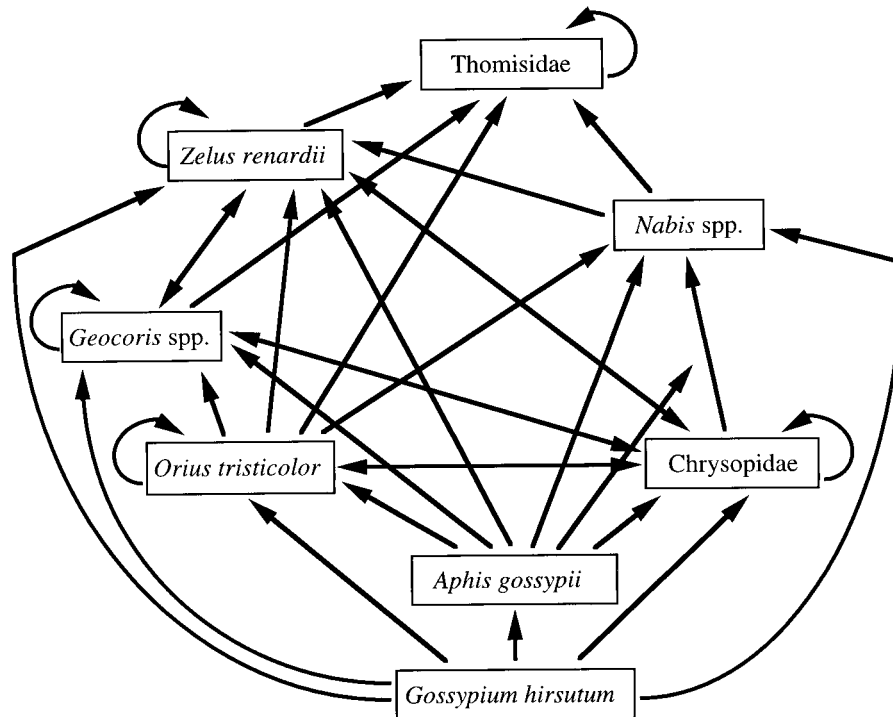 Thomisidae
Zelus renardii
Nabis spp.
Geocoris spp.
Orius tristicolor
Chrysopidae
Aphis gossypii
Gossypium hirsutum